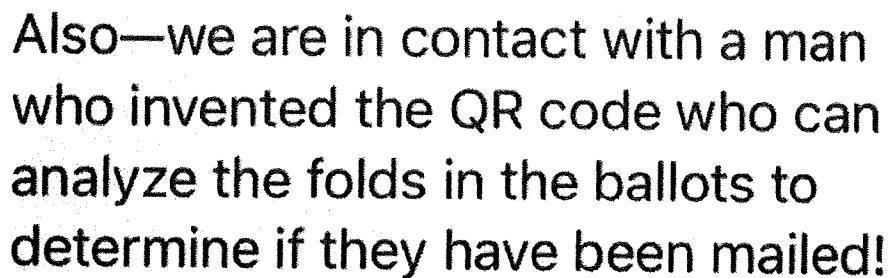 Also—we are in contact with a man
who invented the QR code who can
analyze the folds in the ballots to
determine if they have been mailed!